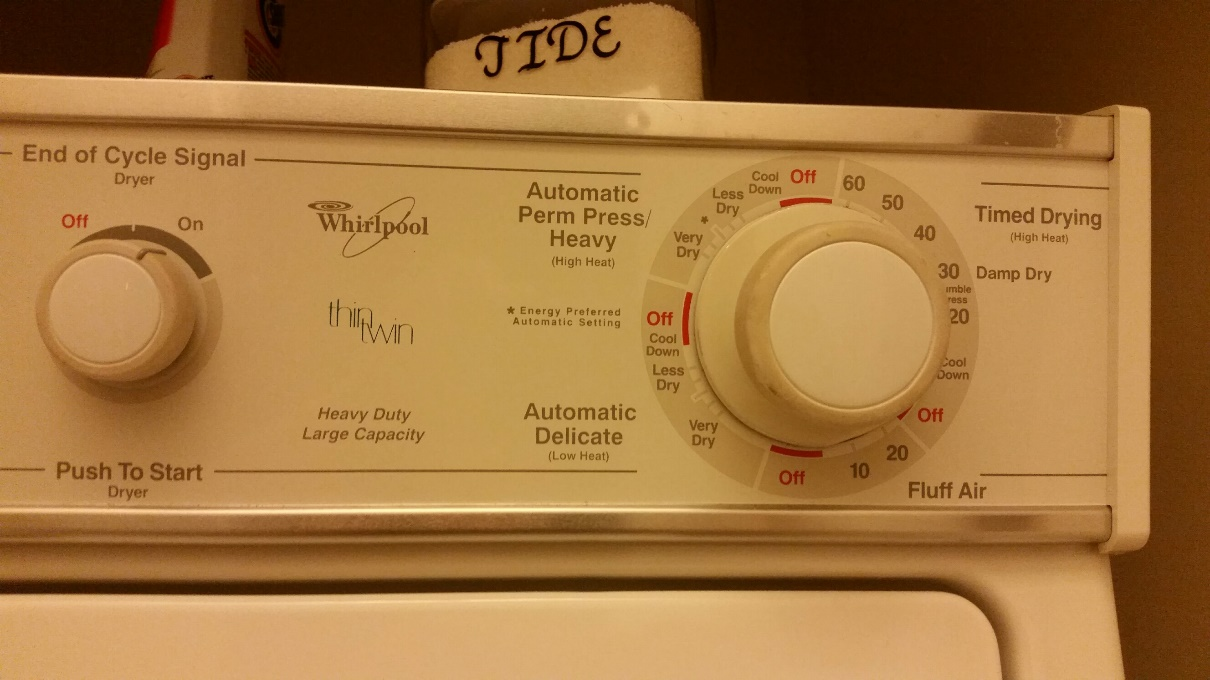 TIDE
End of Cycle Signal
Dryer
Off
On
Whirlpool
thin twin
Heavy Duty
Large Capacity
Push To Start
Dryer
Automatic
Perm Press/
Heavy
(High Heat)
* Energy Preferred
Automatic Setting
Automatic
Delicate
(Low Heat)
Off
60
50
40
30
20
Cool
Down
Off
20
10
Off
Very
Dry
Less
Dry
Cool
Down
Off
Very
Dry
*
Less
Dry
Cool
Down
Timed Drying
(High Heat)
Damp Dry
Fluff Air